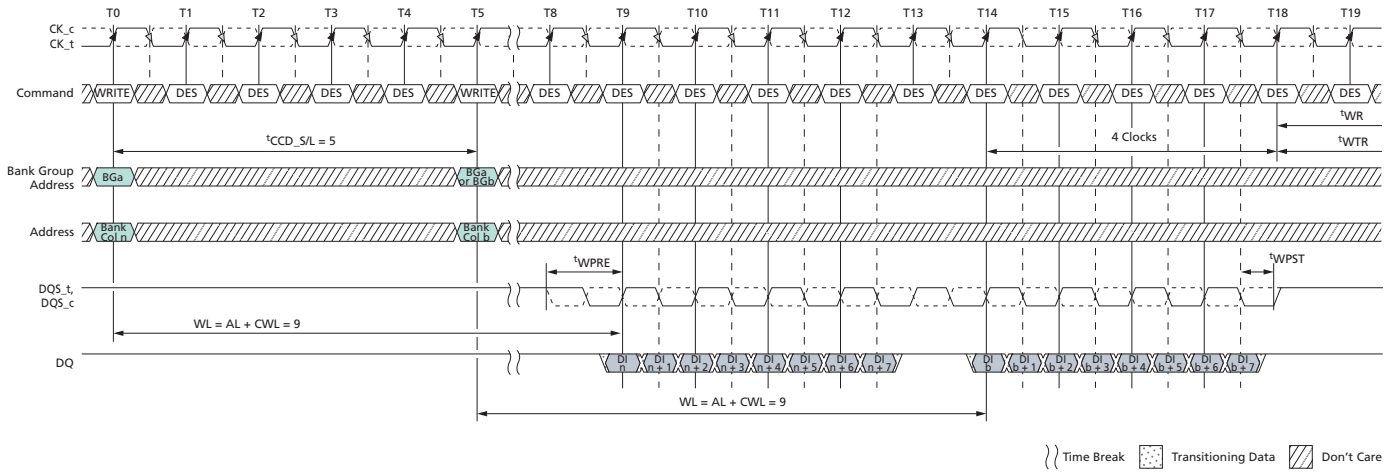 T0 T1 T2 T3 T4 T5 T8 T9 T10 T11 T12 T13 T14 T15 T16 T17 T18 T19
CK_c
CK_t
Command WRITE DES DES DES DES WRITE DES DES DES DES DES DES DES DES DES DES DES DES
tWR
tCCD_S/L = 5
4 Clocks
tWTR
Bank Group
Address
BGa
BGa
or BGb
Address
Bank
Col n
Bank
Col b
tWPRE
tWPST
DQS_t,
DQS_c
WL = AL + CWL = 9
DQ
DI
n
DI
n + 1
DI
n + 2
DI
n + 3
DI
n + 4
DI
n + 5
DI
n + 6
DI
n + 7
DI
b
DI
b + 1
DI
b + 2
DI
b + 3
DI
b + 4
DI
b + 5
DI
b + 6
DI
b + 7
WL = AL + CWL = 9
Time Break Transitioning Data Don't Care